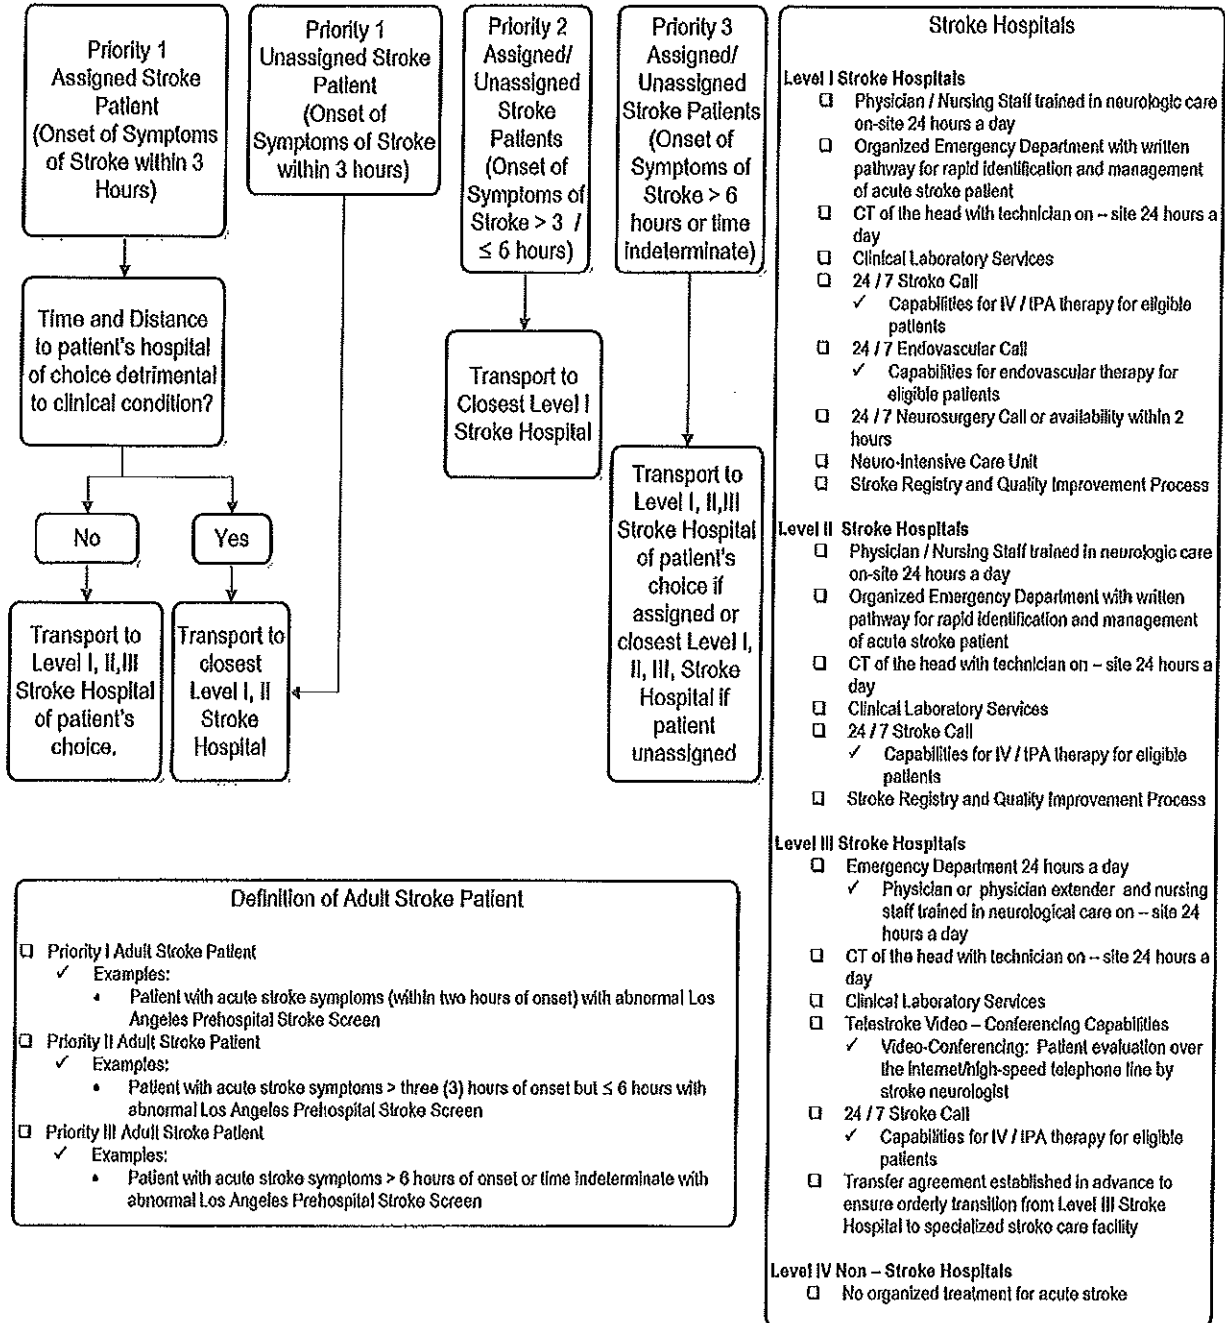 Priority 1
Assigned Stroke
Patient
(Onset of Symptoms
of Stroke within 3
Hours)
Priority 1
Unassigned Stroke
Patient
(Onset of
Symptoms of Stroke
within 3 hours)
Priority 2
Assigned/
Unassigned
Stroke
Patients
(Onset of
Symptoms of
Stroke > 3 /
≤ 6 hours)
Priority 3
Assigned/
Unassigned
Stroke Patients
(Onset of
Symptoms of
Stroke > 6
hours or time
indeterminate)
Time and Distance
to patient's hospital
of choice detrimental
to clinical condition?
No
Yes
Transport to
Level I, II,III
Stroke Hospital
of patient's
choice.
Transport to
closest
Level I, II
Stroke
Hospital
Transport to
Closest Level I
Stroke Hospital
Transport to
Level I, II,III
Stroke Hospital
of patient's
choice if
assigned or
closest Level I,
II, III, Stroke
Hospital if
patient
unassigned
Definition of Adult Stroke Patient
❑ Priority I Adult Stroke Patient
✓ Examples:
• Patient with acute stroke symptoms (within two hours of onset) with abnormal Los
Angeles Prehospital Stroke Screen
❑ Priority II Adult Stroke Patient
✓ Examples:
• Patient with acute stroke symptoms > three (3) hours of onset but ≤ 6 hours with
abnormal Los Angeles Prehospital Stroke Screen
❑ Priority III Adult Stroke Patient
✓ Examples:
• Patient with acute stroke symptoms > 6 hours of onset or time indeterminate with
abnormal Los Angeles Prehospital Stroke Screen
Stroke Hospitals
Level I Stroke Hospitals
❑ Physician / Nursing Staff trained in neurologic care
on-site 24 hours a day
❑ Organized Emergency Department with written
pathway for rapid identification and management
of acute stroke patient
❑ CT of the head with technician on – site 24 hours a
day
❑ Clinical Laboratory Services
❑ 24 / 7 Stroke Call
✓ Capabilities for IV / tPA therapy for eligible
patients
❑ 24 / 7 Endovascular Call
✓ Capabilities for endovascular therapy for
eligible patients
❑ 24 / 7 Neurosurgery Call or availability within 2
hours
❑ Neuro-Intensive Care Unit
❑ Stroke Registry and Quality Improvement Process
Level II Stroke Hospitals
❑ Physician / Nursing Staff trained in neurologic care
on-site 24 hours a day
❑ Organized Emergency Department with written
pathway for rapid identification and management
of acute stroke patient
❑ CT of the head with technician on – site 24 hours a
day
❑ Clinical Laboratory Services
❑ 24 / 7 Stroke Call
✓ Capabilities for IV / tPA therapy for eligible
patients
❑ Stroke Registry and Quality Improvement Process
Level III Stroke Hospitals
❑ Emergency Department 24 hours a day
✓ Physician or physician extender and nursing
staff trained in neurological care on – site 24
hours a day
❑ CT of the head with technician on – site 24 hours a
day
❑ Clinical Laboratory Services
❑ Telestroke Video – Conferencing Capabilities
✓ Video-Conferencing: Patient evaluation over
the internet/high-speed telephone line by
stroke neurologist
❑ 24 / 7 Stroke Call
✓ Capabilities for IV / tPA therapy for eligible
patients
❑ Transfer agreement established in advance to
ensure orderly transition from Level III Stroke
Hospital to specialized stroke care facility
Level IV Non – Stroke Hospitals
❑ No organized treatment for acute stroke